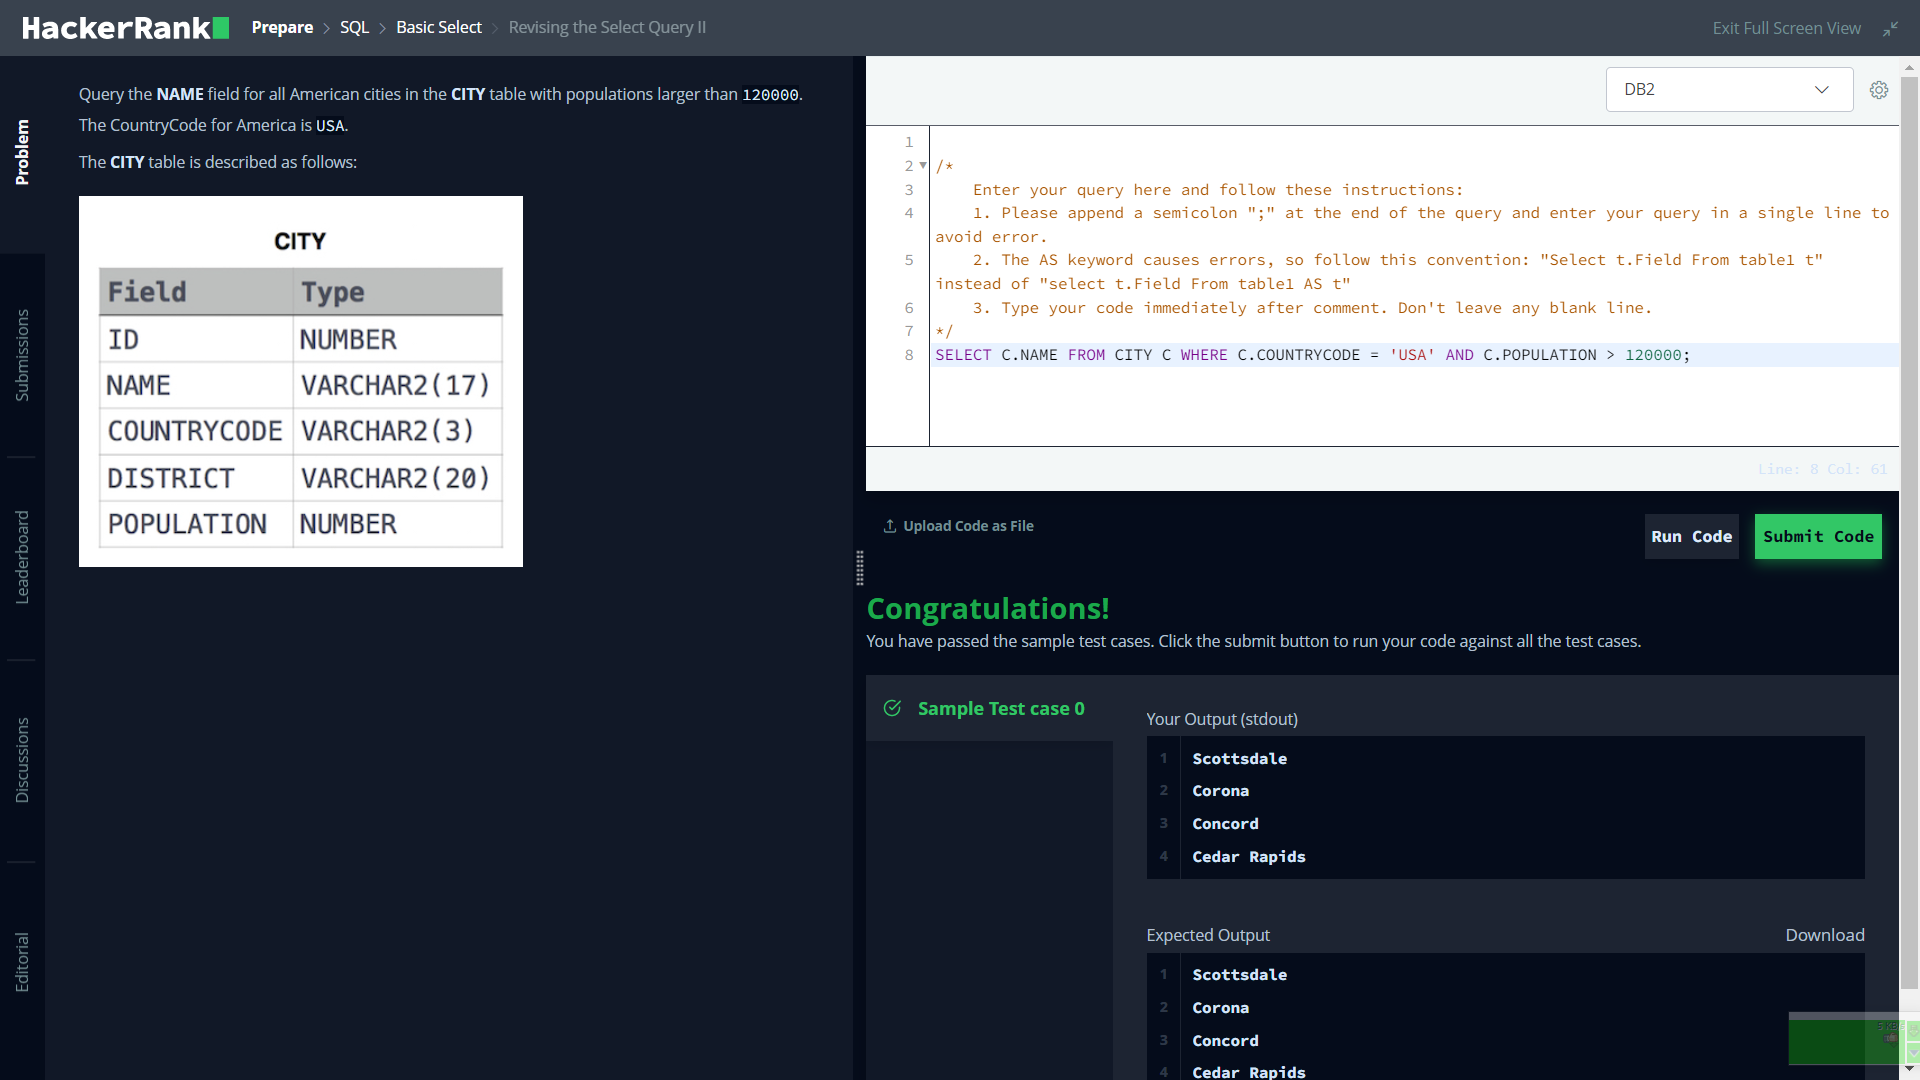 HackerRank
Prepare > SQL > Basic Select > Revising the Select Query II
Exit Full Screen View
Problem
Submissions
Leaderboard
Discussions
Editorial
Query the NAME field for all American cities in the CITY table with populations larger than 120000.
The CountryCode for America is USA.
The CITY table is described as follows:
CITY
Field Type
ID NUMBER
NAME VARCHAR2(17)
COUNTRYCODE VARCHAR2(3)
DISTRICT VARCHAR2(20)
POPULATION NUMBER
DB2
1
2 /*
3 Enter your query here and follow these instructions:
4 1. Please append a semicolon ";" at the end of the query and enter your query in a single line to
avoid error.
5 2. The AS keyword causes errors, so follow this convention: "Select t.Field From table1 t"
instead of "select t.Field From table1 AS t"
6 3. Type your code immediately after comment. Don't leave any blank line.
7 */
8 SELECT C.NAME FROM CITY C WHERE C.COUNTRYCODE = 'USA' AND C.POPULATION > 120000;
Line: 8 Col: 61
Upload Code as File
Run Code
Submit Code
Congratulations!
You have passed the sample test cases. Click the submit button to run your code against all the test cases.
Sample Test case 0
Your Output (stdout)
1 Scottsdale
2 Corona
3 Concord
4 Cedar Rapids
Expected Output
Download
1 Scottsdale
2 Corona
3 Concord
4 Cedar Rapids